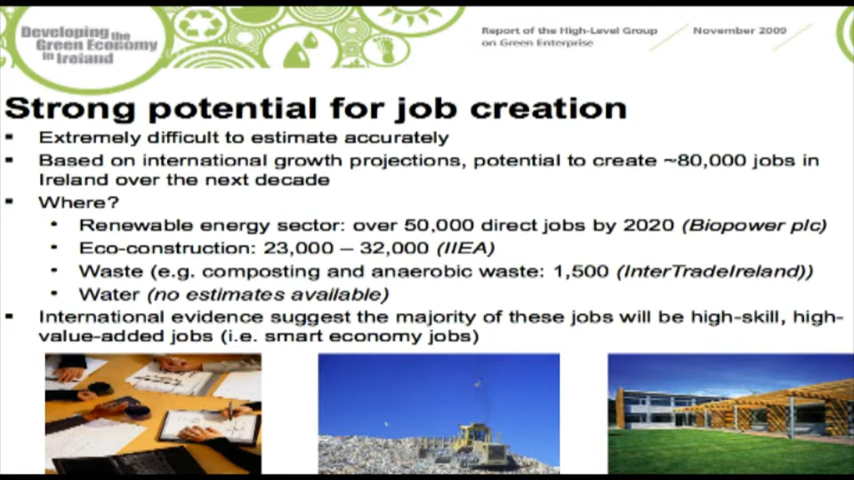 Developing the
Green Economy
in Ireland
Report of the High-Level Group
on Green Enterprise
November 2009
Strong potential for job creation
▪ Extremely difficult to estimate accurately
▪ Based on international growth projections, potential to create ~80,000 jobs in
Ireland over the next decade
▪ Where?
• Renewable energy sector: over 50,000 direct jobs by 2020 (Biopower plc)
• Eco-construction: 23,000 – 32,000 (IIEA)
• Waste (e.g. composting and anaerobic waste: 1,500 (InterTradeIreland))
• Water (no estimates available)
▪ International evidence suggest the majority of these jobs will be high-skill, high-
value-added jobs (i.e. smart economy jobs)